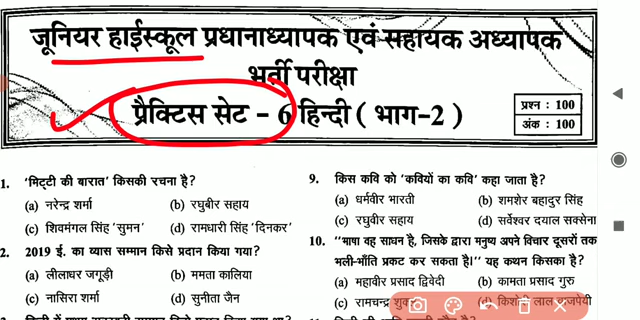 जूनियर हाईस्कूल प्रधानाध्यापक एवं सहायक अध्यापक
भर्ती परीक्षा
प्रैक्टिस सेट - 6 हिन्दी ( भाग-2 )
प्रश्न : 100
अंक : 100
1. 'मिट्टी की बारात' किसकी रचना है?
(a) नरेन्द्र शर्मा (b) रघुबीर सहाय
(c) शिवमंगल सिंह 'सुमन' (d) रामधारी सिंह 'दिनकर'
2. 2019 ई. का व्यास सम्मान किसे प्रदान किया गया?
(a) लीलाधर जगूड़ी (b) ममता कालिया
(c) नासिरा शर्मा (d) सुनीता जैन
9. किस कवि को 'कवियों का कवि' कहा जाता है?
(a) धर्मवीर भारती (b) शमशेर बहादुर सिंह
(c) रघुवीर सहाय (d) सर्वेश्वर दयाल सक्सेना
10. "भाषा वह साधन है, जिसके द्वारा मनुष्य अपने विचार दूसरों तक
भली-भाँति प्रकट कर सकता है।" यह कथन किसका है?
(a) महावीर प्रसाद द्विवेदी (b) कामता प्रसाद गुरु
(c) रामचन्द्र शुक्ल (d) किशोरी लाल वाजपेयी